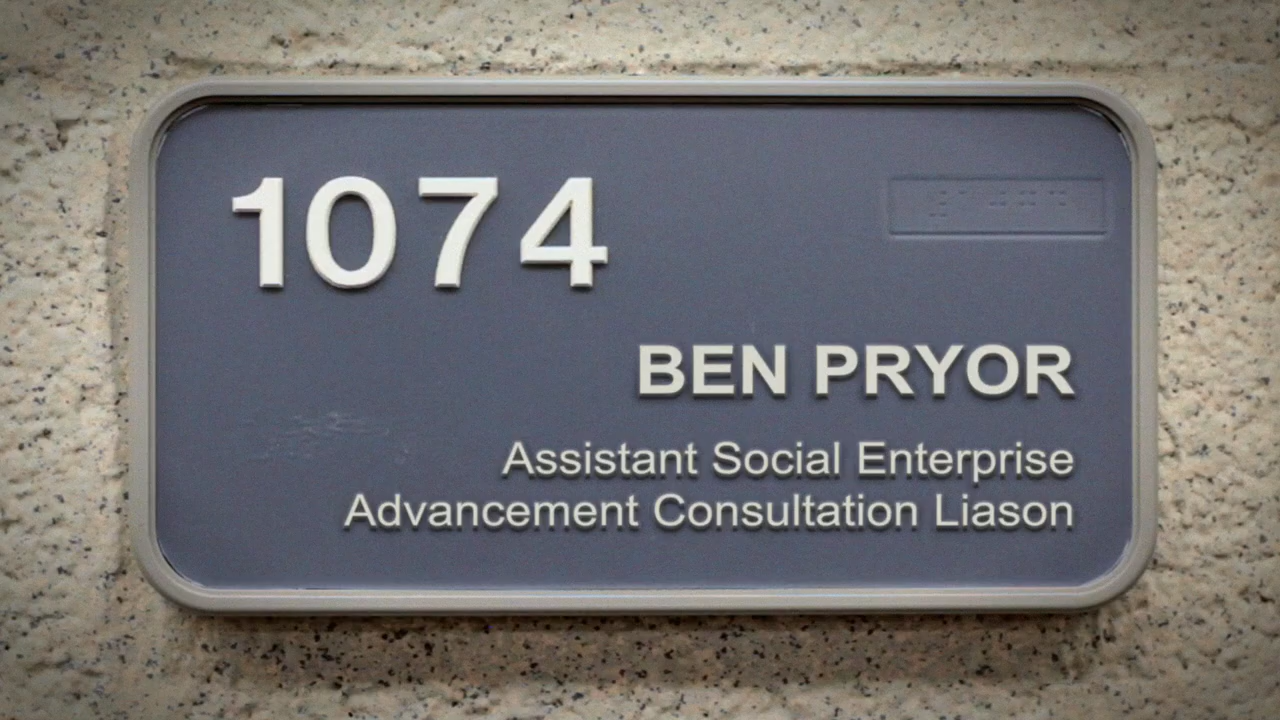 1074
BEN PRYOR
Assistant Social Enterprise
Advancement Consultation Liason